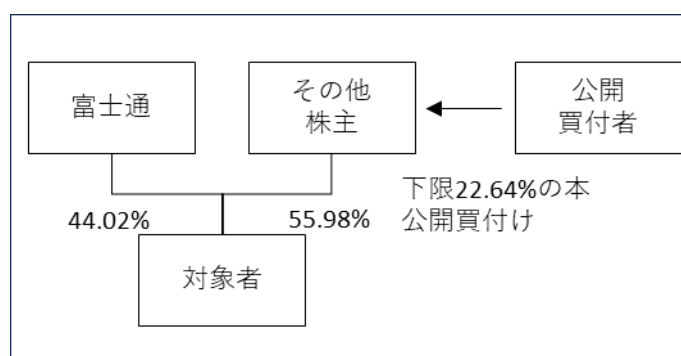 富士通
その他
株主
公開
買付者
44.02%
55.98%
下限22.64%の本
公開買付け
対象者